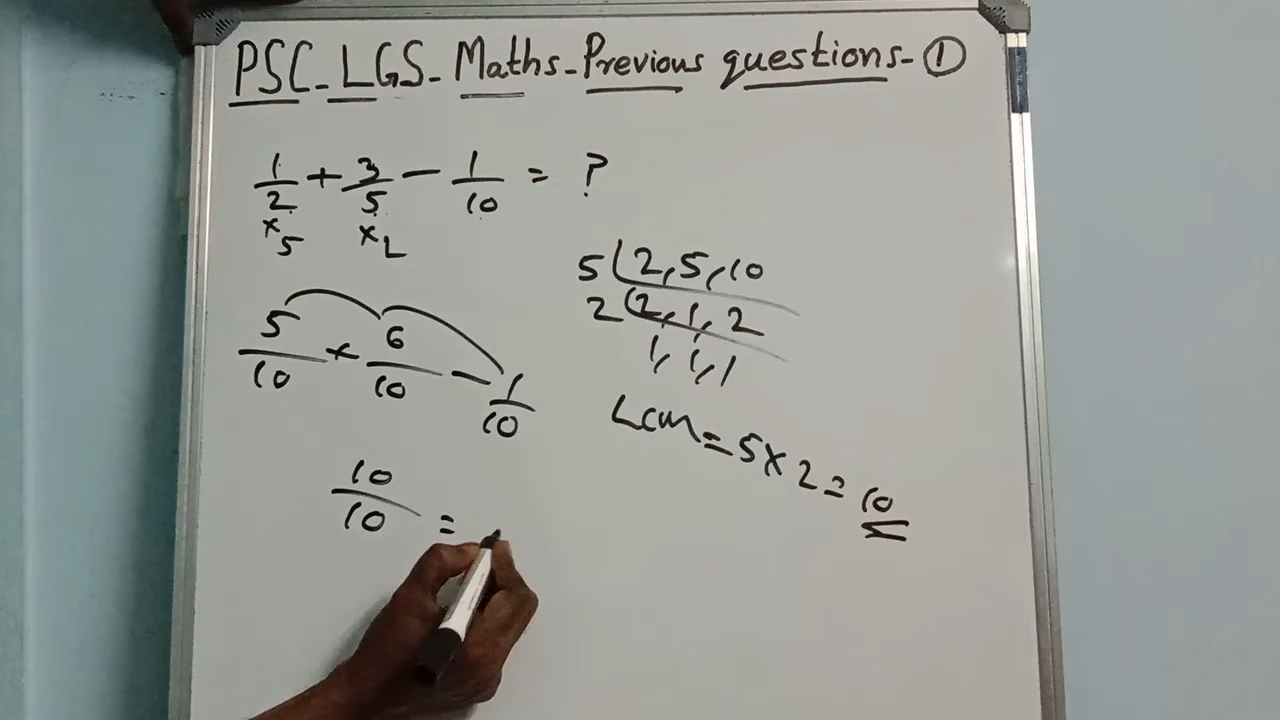 PSC - LGS - Maths - Previous questions - ①
1/2 + 3/5 - 1/10 = ?
×5 ×2
5/10 + 6/10 - 1/10
10/10 =
5 ( 2, 5, 10
2 ( 2, 1, 2
1, 1, 1
Lcm = 5 × 2 = 10